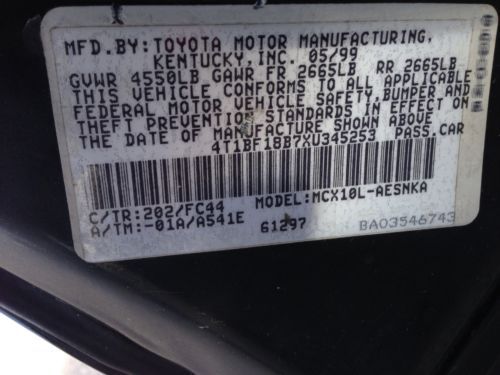 MFD.BY:TOYOTA MOTOR MANUFACTURING,
KENTUCKY,INC. 05/99
GVWR 4550LB GAWR FR 2665LB RR 2665LB
THIS VEHICLE CONFORMS TO ALL APPLICABLE
FEDERAL MOTOR VEHICLE SAFETY,BUMPER AND
THEFT PREVENTION STANDARDS IN EFFECT ON
THE DATE OF MANUFACTURE SHOWN ABOVE
4T1BF18B7XU345253 PASS.CAR
C/TR:202/FC44 MODEL:MCX10L-AESNKA
A/TM:-01A/A541E G1297 BA03546743